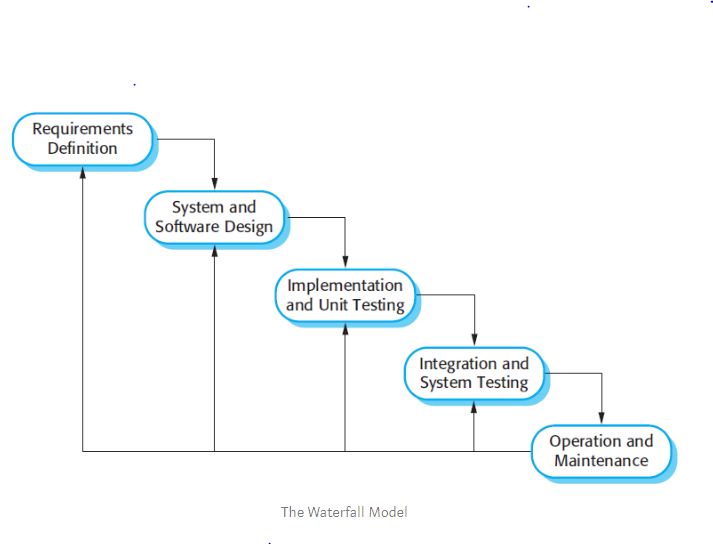 Requirements
Definition
System and
Software Design
Implementation
and Unit Testing
Integration and
System Testing
Operation and
Maintenance
The Waterfall Model